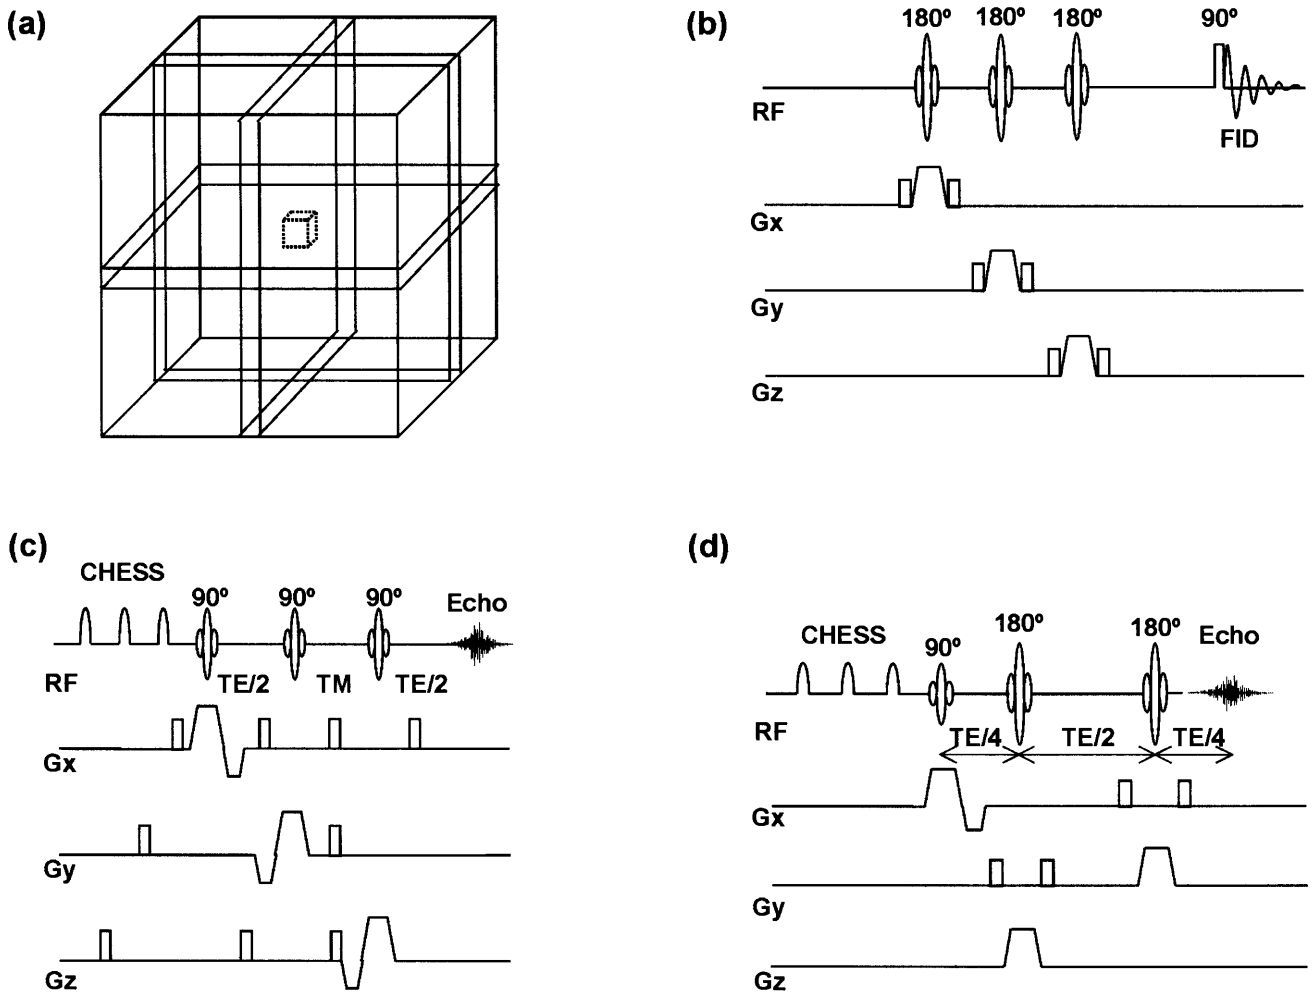 (a)
(b)
180º 180º 180º 90º
RF
FID
Gx
Gy
Gz
(c)
CHESS
90º 90º 90º
Echo
RF
TE/2 TM TE/2
Gx
Gy
Gz
(d)
CHESS
90º
180º
180º
Echo
RF
TE/4 TE/2 TE/4
Gx
Gy
Gz